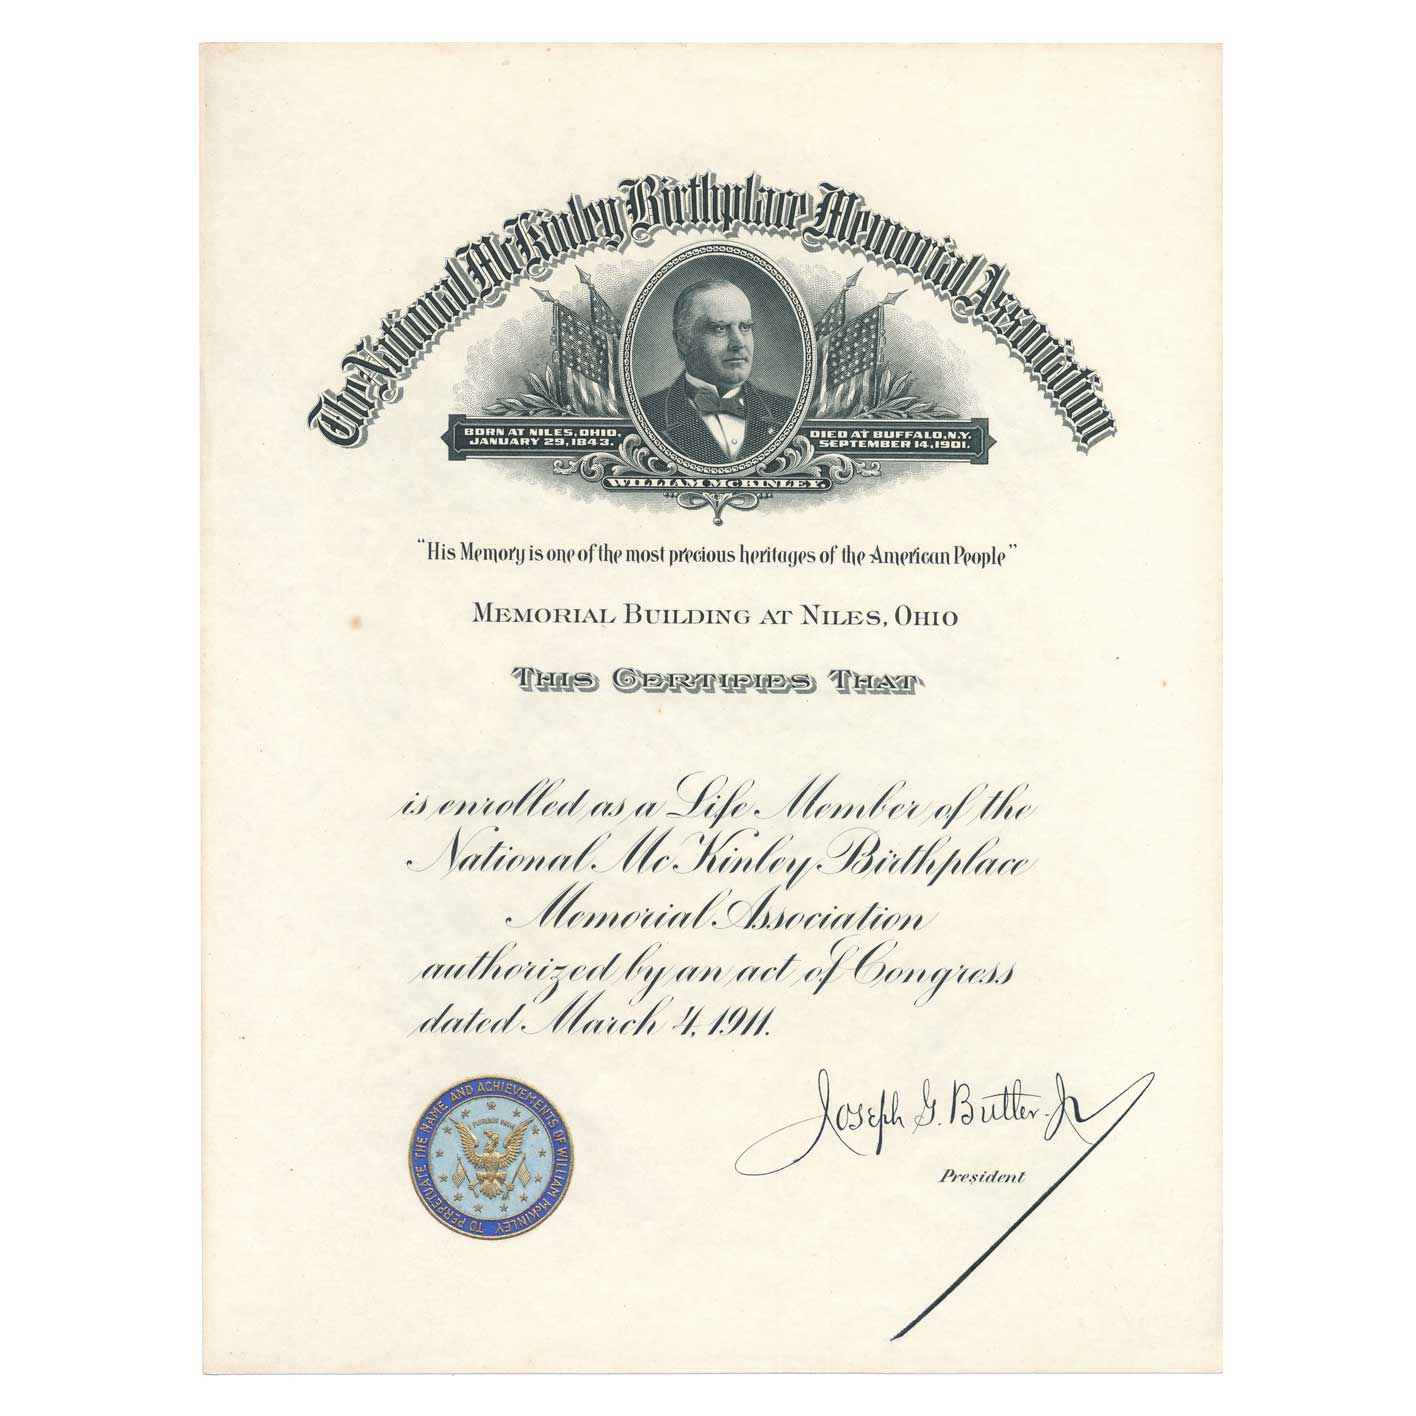 The National McKinley Birthplace Memorial Association
BORN AT NILES, OHIO,
JANUARY 29, 1843.
DIED AT BUFFALO, N.Y.
SEPTEMBER 14, 1901.
WILLIAM McKINLEY.
"His Memory is one of the most precious heritages of the American People"
MEMORIAL BUILDING AT NILES, OHIO
THIS CERTIFIES THAT
is enrolled as a Life Member of the
National McKinley Birthplace
Memorial Association
authorized by an act of Congress
dated March 4, 1911.
Joseph G. Butler Jr
President
TO PERPETUATE THE NAME AND ACHIEVEMENTS OF WILLIAM McKINLEY